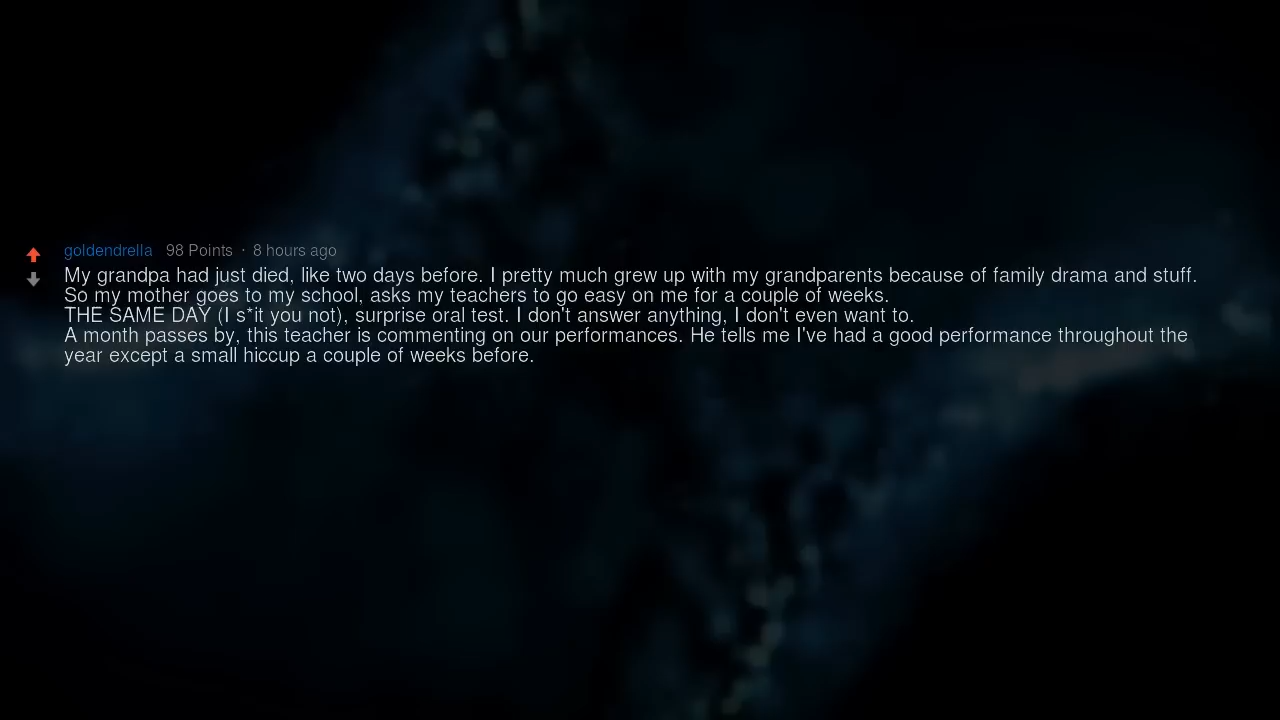 goldendrella 98 Points · 8 hours ago
My grandpa had just died, like two days before. I pretty much grew up with my grandparents because of family drama and stuff.
So my mother goes to my school, asks my teachers to go easy on me for a couple of weeks.
THE SAME DAY (I s*it you not), surprise oral test. I don't answer anything, I don't even want to.
A month passes by, this teacher is commenting on our performances. He tells me I've had a good performance throughout the
year except a small hiccup a couple of weeks before.